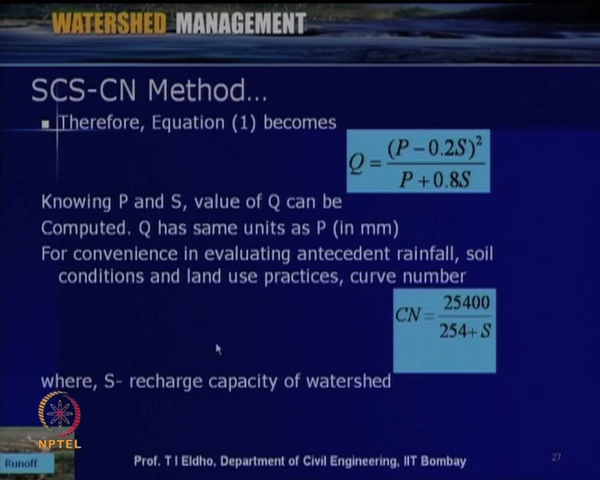 WATERSHED MANAGEMENT
SCS-CN Method...
Therefore, Equation (1) becomes
Q = (P − 0.2S)² / P + 0.8S
Knowing P and S, value of Q can be
Computed. Q has same units as P (in mm)
For convenience in evaluating antecedent rainfall, soil
conditions and land use practices, curve number
CN = 25400 / 254+ S
where, S- recharge capacity of watershed
NPTEL
Runoff
Prof. T I Eldho, Department of Civil Engineering, IIT Bombay
27